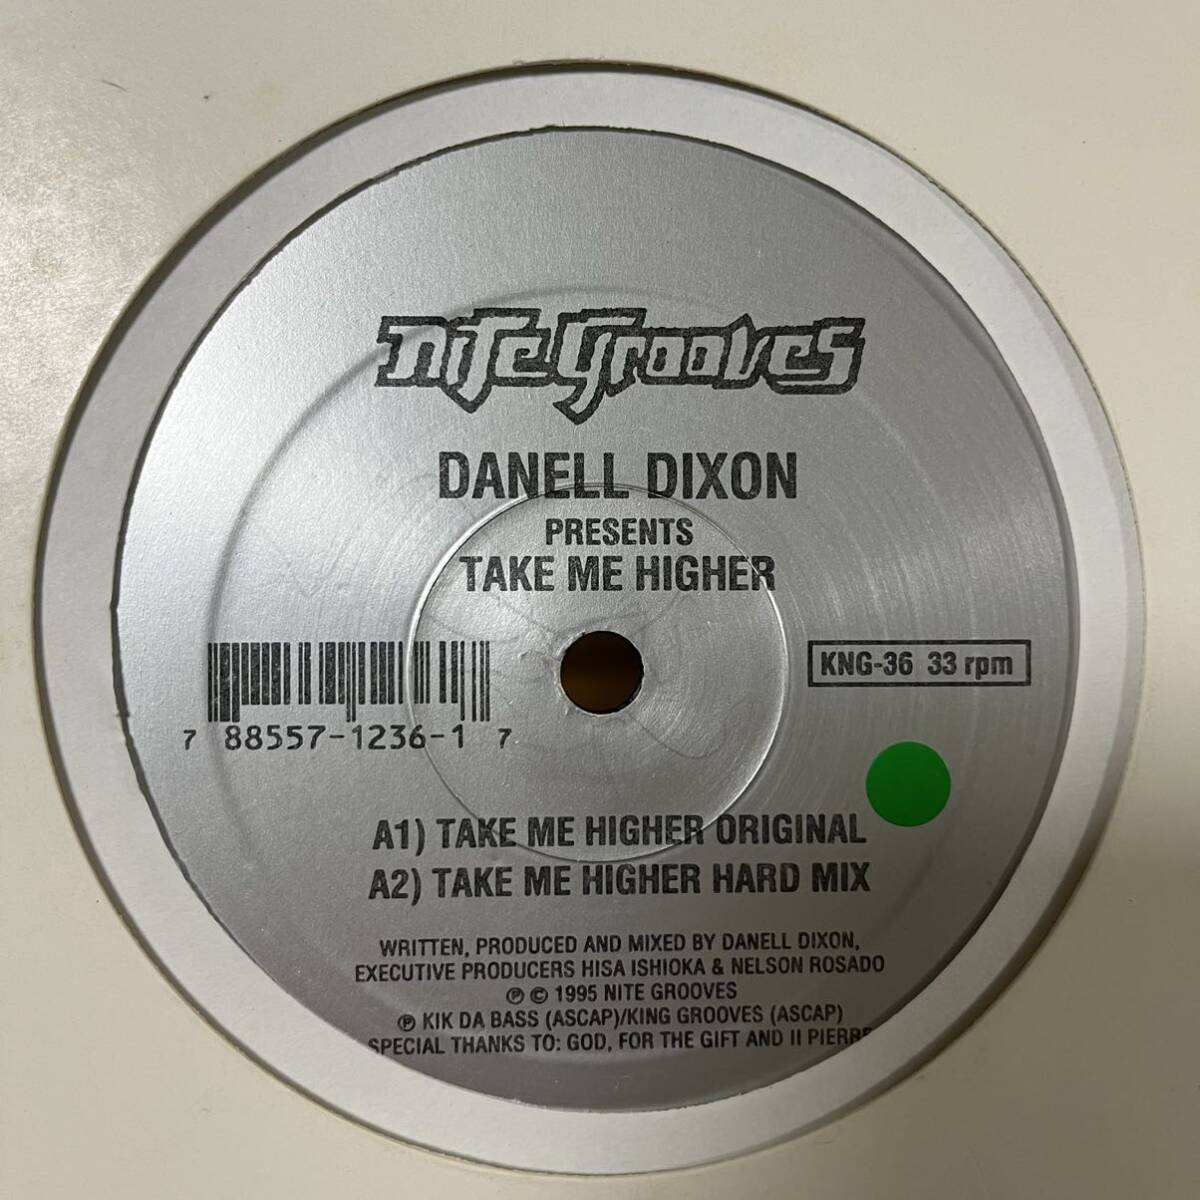 Nite Grooves
DANELL DIXON
PRESENTS
TAKE ME HIGHER
KNG-36 33 rpm
7 88557-1236-1 7
A1) TAKE ME HIGHER ORIGINAL
A2) TAKE ME HIGHER HARD MIX
WRITTEN, PRODUCED AND MIXED BY DANELL DIXON,
EXECUTIVE PRODUCERS HISA ISHIOKA & NELSON ROSADO
℗ © 1995 NITE GROOVES
℗ KIK DA BASS (ASCAP)/KING GROOVES (ASCAP)
SPECIAL THANKS TO: GOD, FOR THE GIFT AND II PIERRE